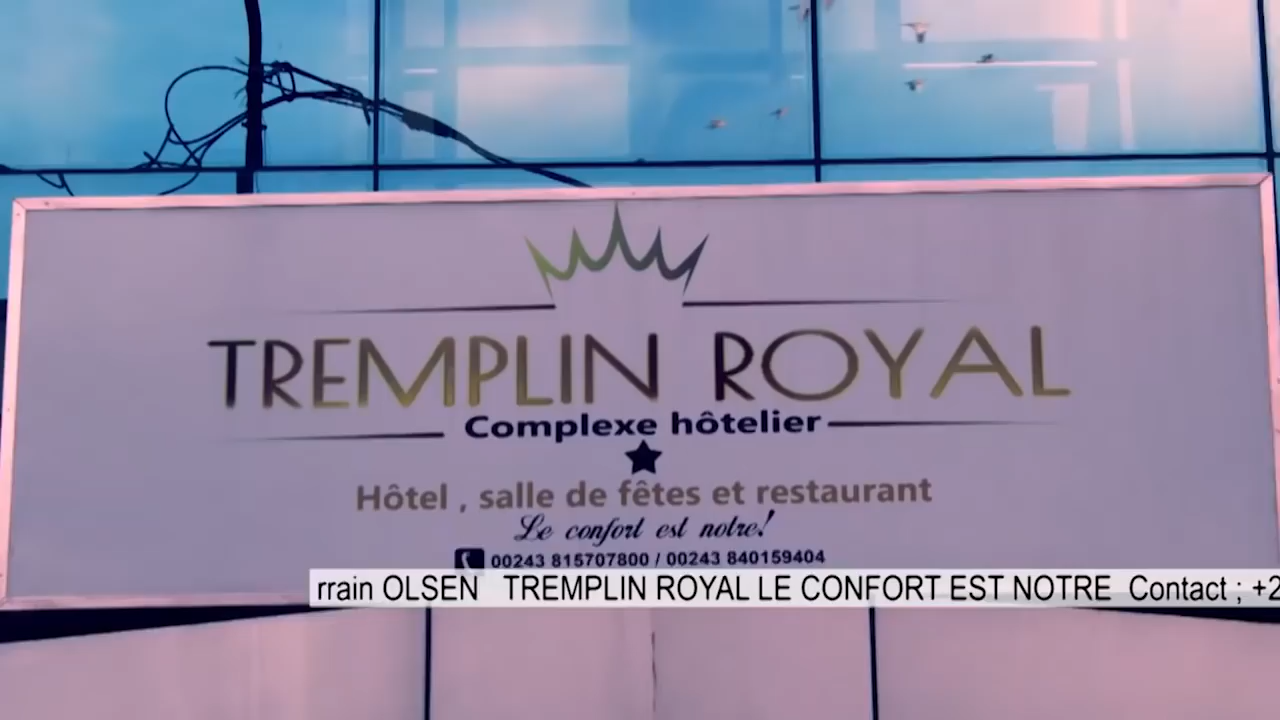 TREMPLIN ROYAL
Complexe hôtelier
Hôtel , salle de fêtes et restaurant
Le confort est notre!
00243 815707800 / 00243 840159404
rrain OLSEN TREMPLIN ROYAL LE CONFORT EST NOTRE Contact ; +2